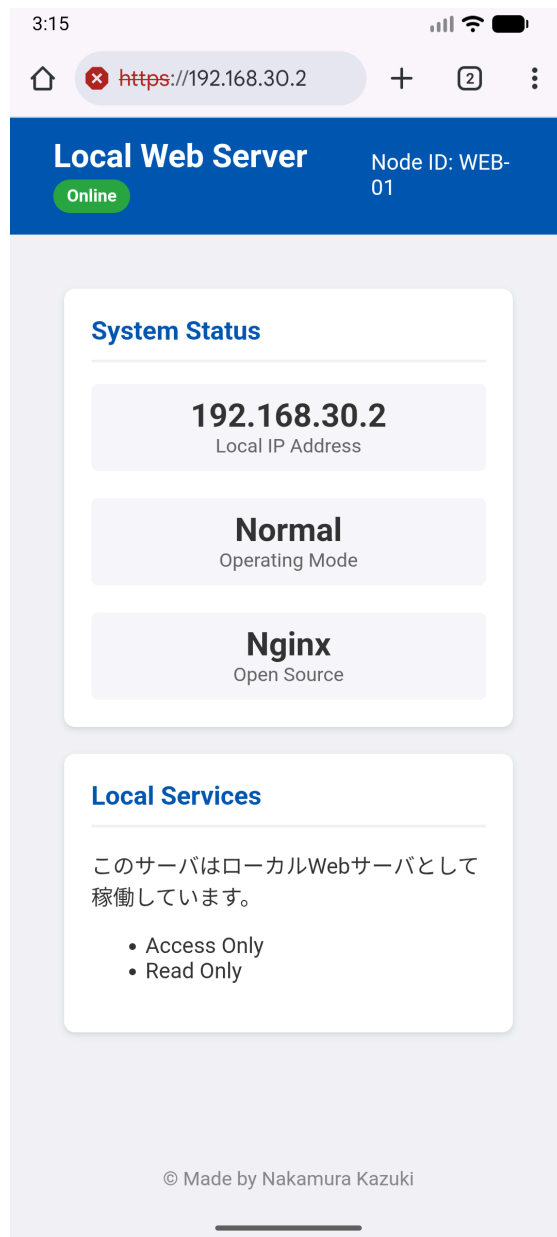 3:15
https://192.168.30.2
2
Local Web Server
Online
Node ID: WEB-
01
System Status
192.168.30.2
Local IP Address
Normal
Operating Mode
Nginx
Open Source
Local Services
このサーバはローカルWebサーバとして
稼働しています。
• Access Only
• Read Only
© Made by Nakamura Kazuki